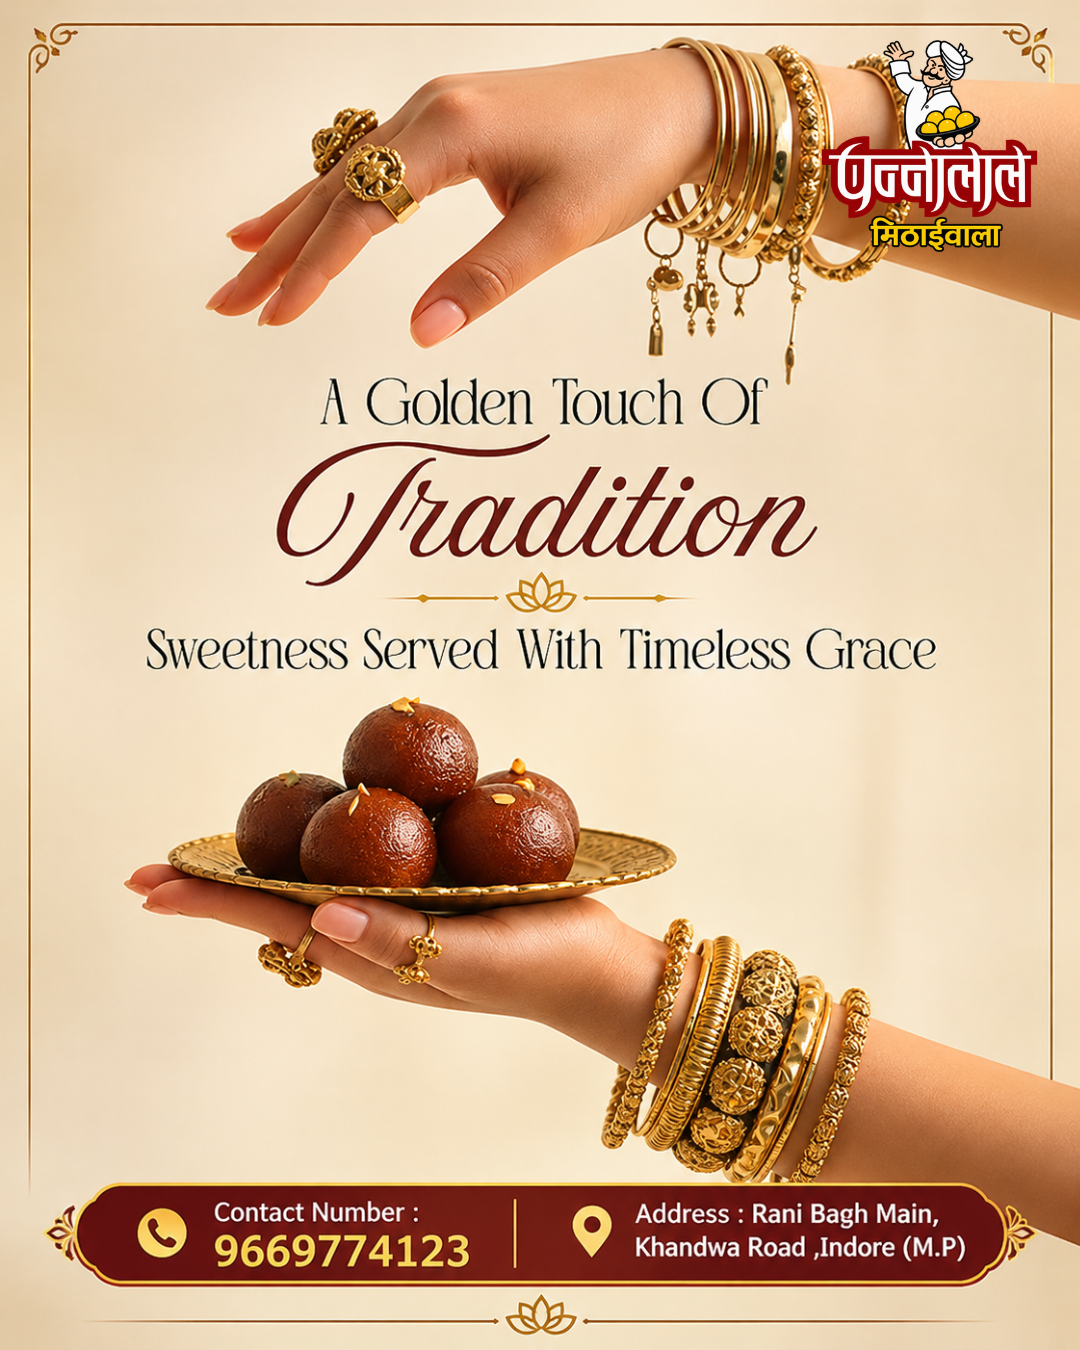 पन्नालाल
मिठाईवाला
A Golden Touch Of
Tradition
Sweetness Served With Timeless Grace
Contact Number :
9669774123
Address : Rani Bagh Main,
Khandwa Road ,Indore (M.P)